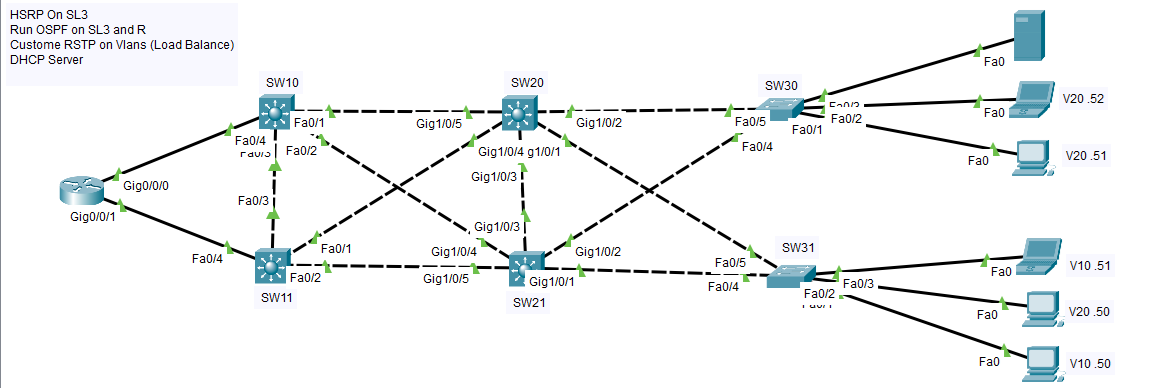 HSRP On SL3
Run OSPF on SL3 and R
Custome RSTP on Vlans (Load Balance)
DHCP Server
SW10
SW20
SW30
Fa0
Fa0/1
Gig1/0/5
Gig1/0/2
Fa0/5
Fa0/2
Fa0/1
Fa0
V20 .52
Fa0/4
Fa0/3
Fa0/2
Gig1/0/4
g1/0/1
Fa0/4
Fa0
V20 .51
Gig1/0/3
Gig0/0/0
Gig0/0/1
Fa0/3
Gig1/0/3
Fa0/1
Gig1/0/4
Gig1/0/2
SW31
Fa0/4
Fa0/2
Gig1/0/5
Gig1/0/1
Fa0/5
Fa0/4
Fa0/3
Fa0/2
Fa0
V10 .51
SW11
SW21
Fa0
V20 .50
Fa0
V10 .50